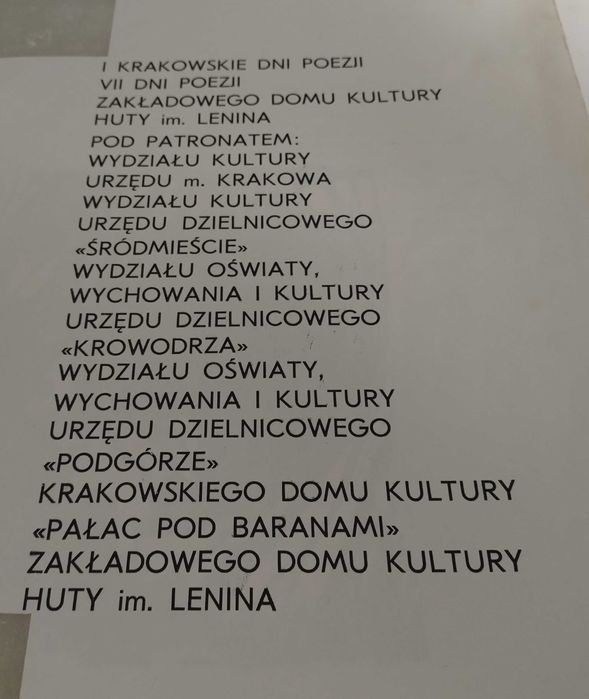 I KRAKOWSKIE DNI POEZJI
VII DNI POEZJI
ZAKŁADOWEGO DOMU KULTURY
HUTY im. LENINA
POD PATRONATEM:
WYDZIAŁU KULTURY
URZĘDU m. KRAKOWA
WYDZIAŁU KULTURY
URZĘDU DZIELNICOWEGO
«ŚRÓDMIEŚCIE»
WYDZIAŁU OŚWIATY,
WYCHOWANIA I KULTURY
URZĘDU DZIELNICOWEGO
«KROWODRZA»
WYDZIAŁU OŚWIATY,
WYCHOWANIA I KULTURY
URZĘDU DZIELNICOWEGO
«PODGÓRZE»
KRAKOWSKIEGO DOMU KULTURY
«PAŁAC POD BARANAMI»
ZAKŁADOWEGO DOMU KULTURY
HUTY im. LENINA